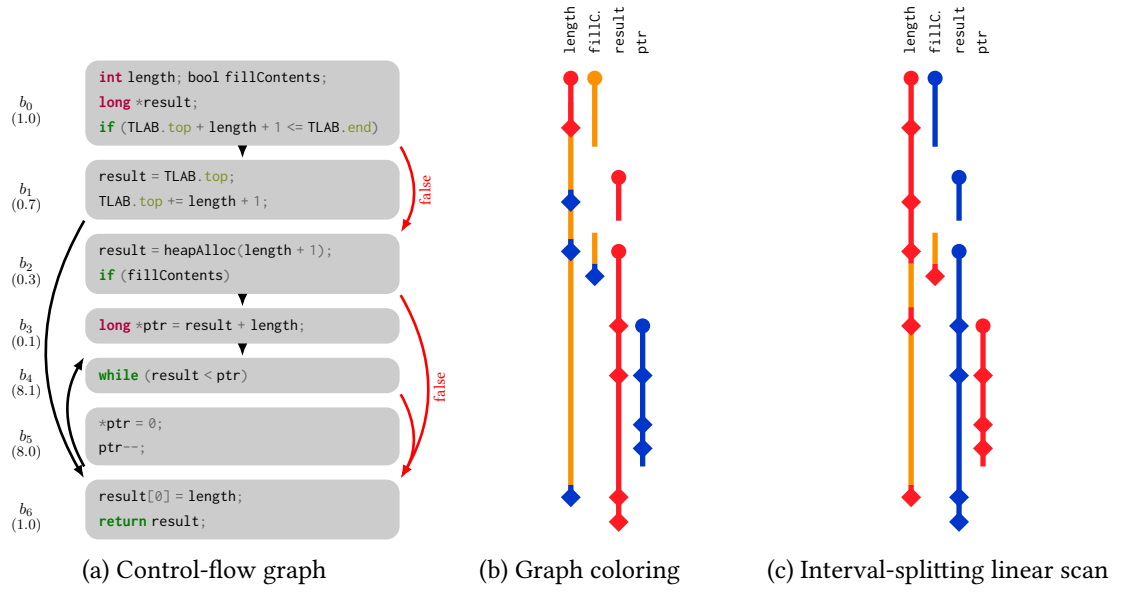 b0
(1.0)
int length; bool fillContents;
long *result;
if (TLAB.top + length + 1 <= TLAB.end)
false
b1
(0.7)
result = TLAB.top;
TLAB.top += length + 1;
b2
(0.3)
result = heapAlloc(length + 1);
if (fillContents)
b3
(0.1)
long *ptr = result + length;
false
b4
(8.1)
while (result < ptr)
b5
(8.0)
*ptr = 0;
ptr--;
b6
(1.0)
result[0] = length;
return result;
(a) Control-flow graph
length
fillC.
result
ptr
(b) Graph coloring
length
fillC.
result
ptr
(c) Interval-splitting linear scan